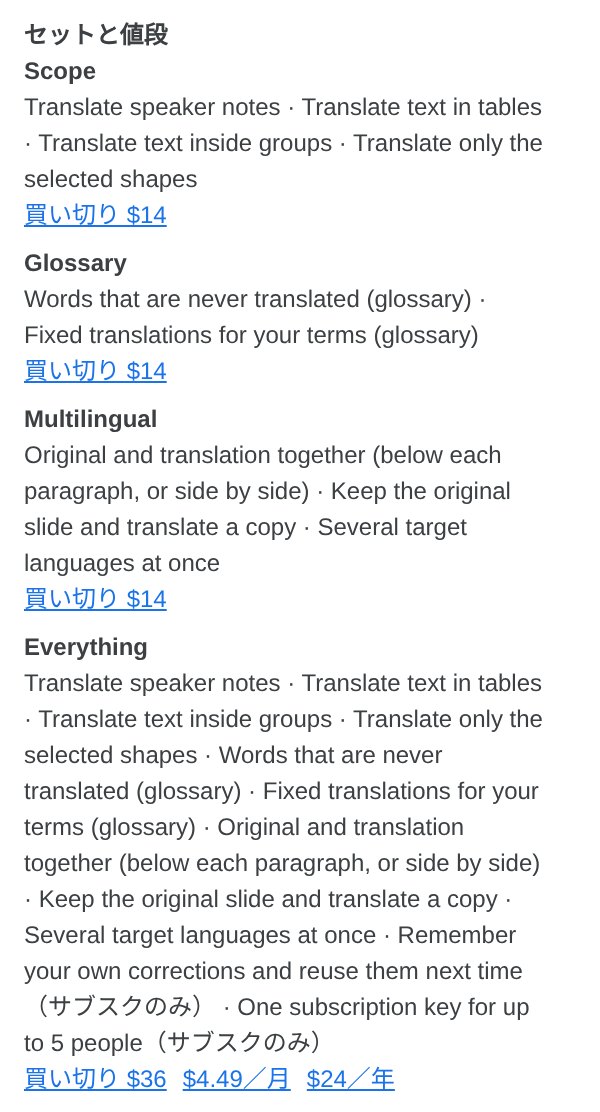 セットと値段
Scope
Translate speaker notes · Translate text in tables
· Translate text inside groups · Translate only the
selected shapes
買い切り $14
Glossary
Words that are never translated (glossary) ·
Fixed translations for your terms (glossary)
買い切り $14
Multilingual
Original and translation together (below each
paragraph, or side by side) · Keep the original
slide and translate a copy · Several target
languages at once
買い切り $14
Everything
Translate speaker notes · Translate text in tables
· Translate text inside groups · Translate only the
selected shapes · Words that are never
translated (glossary) · Fixed translations for your
terms (glossary) · Original and translation
together (below each paragraph, or side by side)
· Keep the original slide and translate a copy ·
Several target languages at once · Remember
your own corrections and reuse them next time
（サブスクのみ） · One subscription key for up
to 5 people（サブスクのみ）
買い切り $36 $4.49／月 $24／年